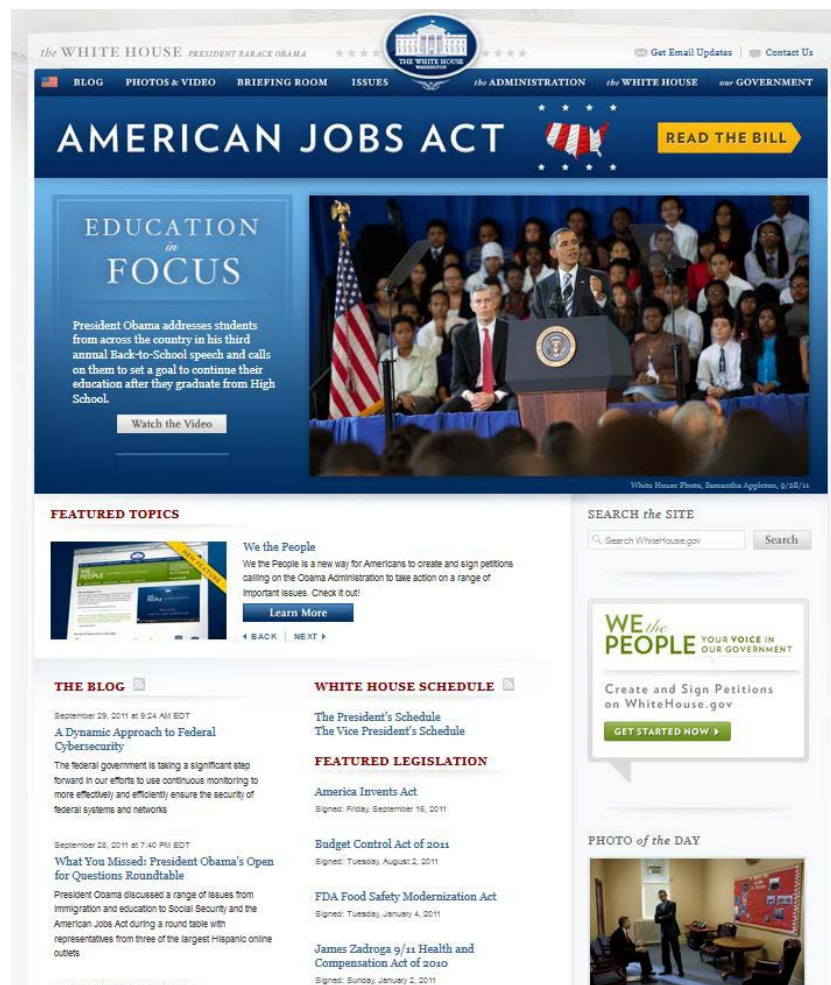 the WHITE HOUSE PRESIDENT BARACK OBAMA
THE WHITE HOUSE
WASHINGTON
Get Email Updates
Contact Us
BLOG PHOTOS & VIDEO BRIEFING ROOM ISSUES the ADMINISTRATION the WHITE HOUSE our GOVERNMENT
AMERICAN JOBS ACT
READ THE BILL
EDUCATION
in
FOCUS
President Obama addresses students
from across the country in his third
annual Back-to-School speech and calls
on them to set a goal to continue their
education after they graduate from High
School.
Watch the Video
White House Photo, Samantha Appleton, 9/28/11
FEATURED TOPICS
NEW FEATURE
We the People
We the People is a new way for Americans to create and sign petitions
calling on the Obama Administration to take action on a range of
important issues. Check it out!
Learn More
BACK NEXT
THE BLOG
September 29, 2011 at 9:24 AM EDT
A Dynamic Approach to Federal
Cybersecurity
The federal government is taking a significant step
forward in our efforts to use continuous monitoring to
more effectively and efficiently ensure the security of
federal systems and networks
September 28, 2011 at 7:40 PM EDT
What You Missed: President Obama's Open
for Questions Roundtable
President Obama discussed a range of issues from
immigration and education to Social Security and the
American Jobs Act during a round table with
representatives from three of the largest Hispanic online
outlets
WHITE HOUSE SCHEDULE
The President's Schedule
The Vice President's Schedule
FEATURED LEGISLATION
America Invents Act
Signed: Friday, September 16, 2011
Budget Control Act of 2011
Signed: Tuesday, August 2, 2011
FDA Food Safety Modernization Act
Signed: Tuesday, January 4, 2011
James Zadroga 9/11 Health and
Compensation Act of 2010
Signed: Sunday, January 2, 2011
SEARCH the SITE
Search WhiteHouse.gov
Search
WE the
PEOPLE
YOUR VOICE IN
OUR GOVERNMENT
Create and Sign Petitions
on WhiteHouse.gov
GET STARTED NOW
PHOTO of the DAY